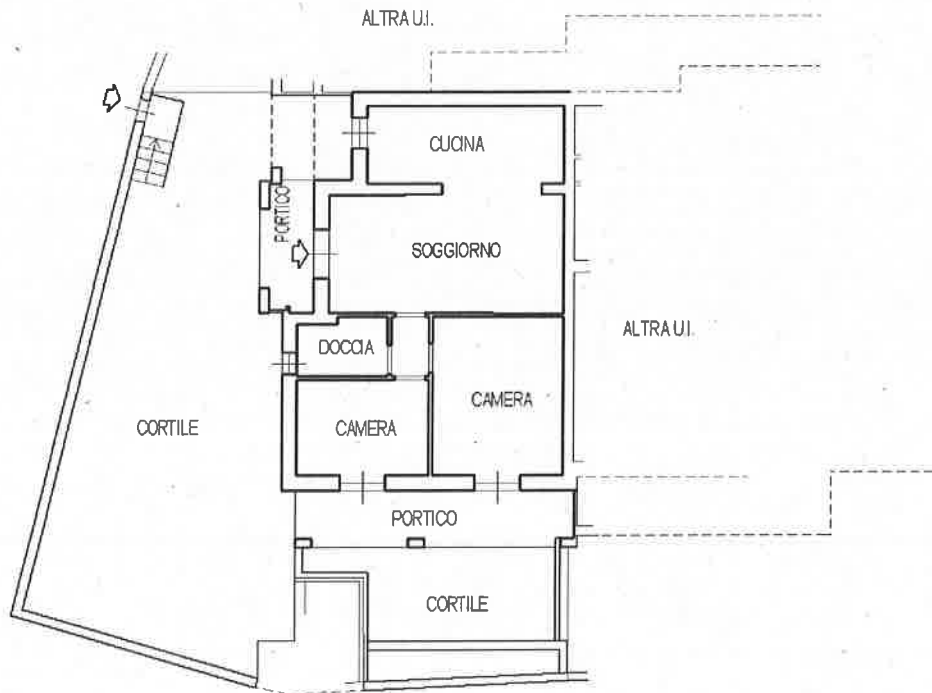 ALTRA U.I.
CUCINA
PORTICO
SOGGIORNO
ALTRA U.I.
DOCCIA
CAMERA
CAMERA
CORTILE
PORTICO
CORTILE